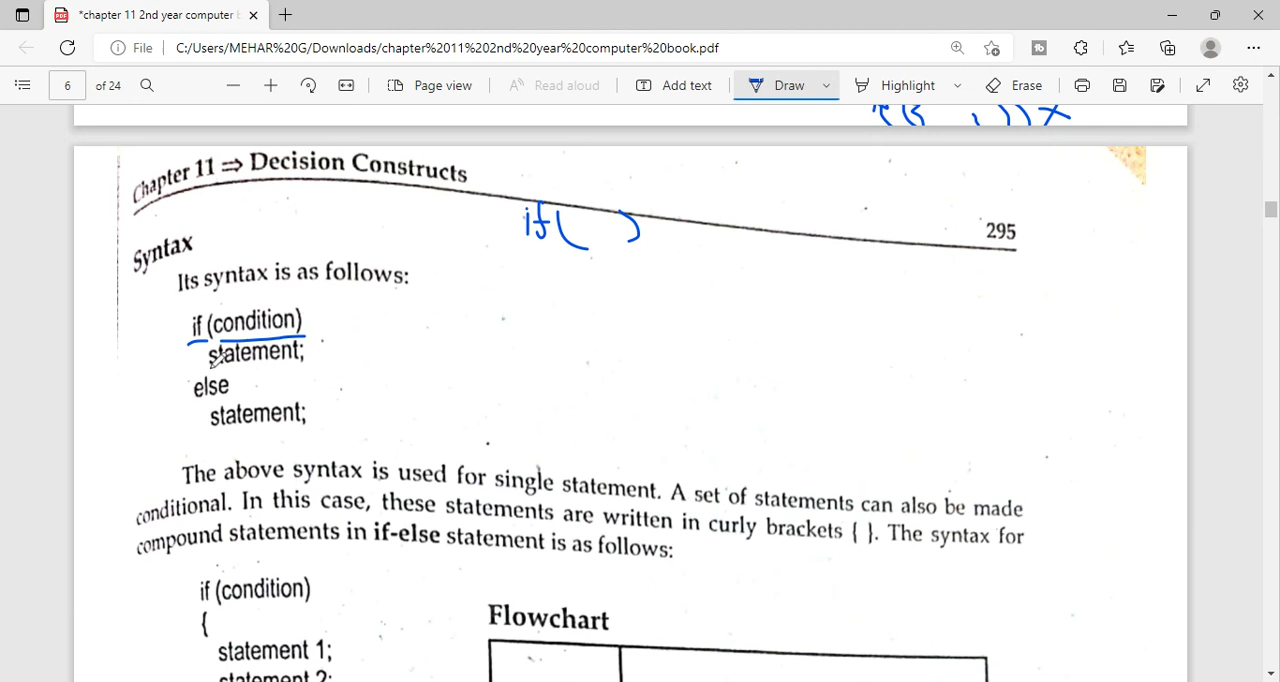 *chapter 11 2nd year computer
File
C:/Users/MEHAR%20G/Downloads/chapter%2011%202nd%20year%20computer%20book.pdf
6 of 24
Page view
Read aloud
Add text
Draw
Highlight
Erase
Chapter 11 ⇒ Decision Constructs
if( )
295
Syntax
Its syntax is as follows:
if (condition)
statement;
else
statement;
The above syntax is used for single statement. A set of statements can also be made
conditional. In this case, these statements are written in curly brackets { }. The syntax for
compound statements in if-else statement is as follows:
if (condition)
{
statement 1;
statement 2;
Flowchart